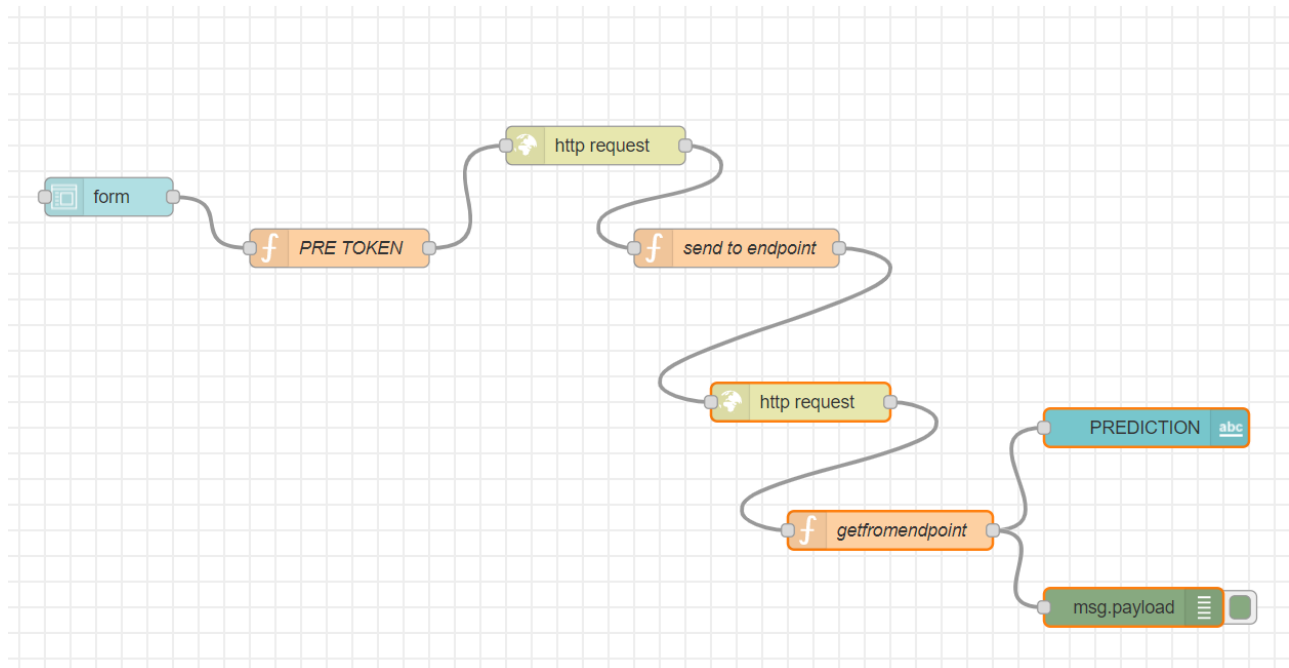 http request
form
PRE TOKEN
send to endpoint
http request
PREDICTION abc
getfromendpoint
msg.payload